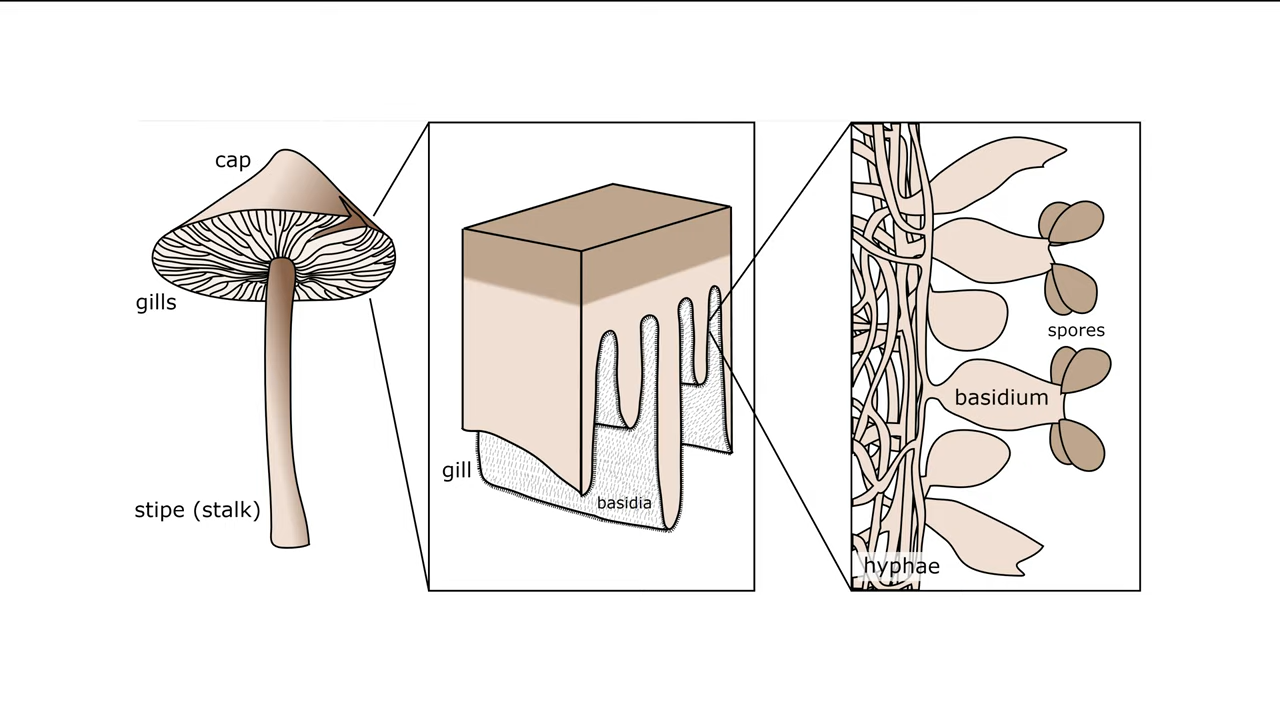 cap
gills
stipe (stalk)
gill
basidia
spores
basidium
hyphae